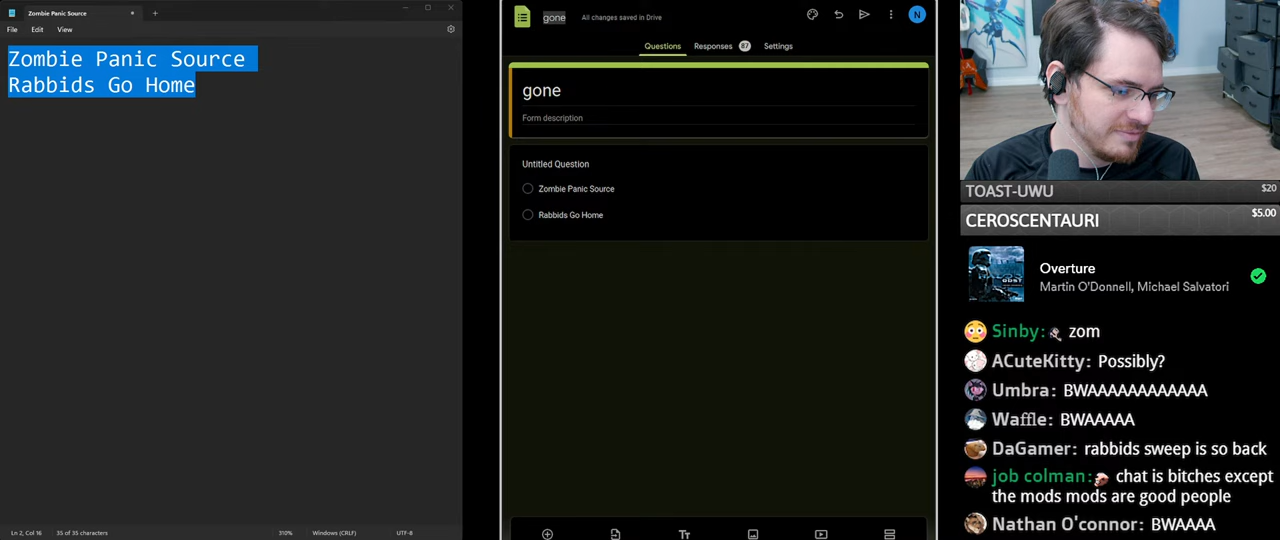 Zombie Panic Source
File
Edit
View
Zombie Panic Source
Rabbids Go Home
Ln 2, Col 16
35 of 35 characters
310%
Windows (CRLF)
UTF-8
gone
All changes saved in Drive
N
Questions
Responses
87
Settings
gone
Form description
Untitled Question
Zombie Panic Source
Rabbids Go Home
Tт
TOAST-UWU
$20
CEROSCENTAURI
$5.00
ODST
Overture
Martin O'Donnell, Michael Salvatori
Sinby: zom
ACuteKitty: Possibly?
Umbra: BWAAAAAAAAAAAA
Waffle: BWAAAAA
DaGamer: rabbids sweep is so back
job colman: chat is bitches except
the mods mods are good people
Nathan O'connor: BWAAAA